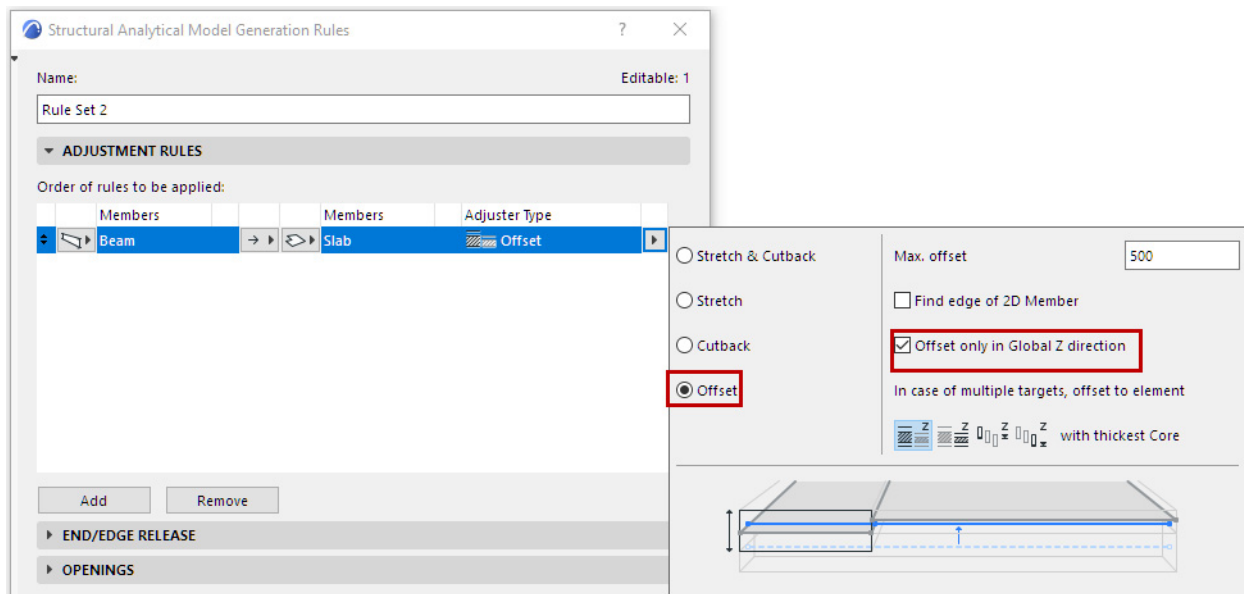 Structural Analytical Model Generation Rules
?
Name:
Editable: 1
Rule Set 2
ADJUSTMENT RULES
Order of rules to be applied:
Members Members Adjuster Type
Beam Slab Offset
Stretch & Cutback
Stretch
Cutback
Offset
Max. offset
500
Find edge of 2D Member
Offset only in Global Z direction
In case of multiple targets, offset to element
Z Z Z Z with thickest Core
Add Remove
END/EDGE RELEASE
OPENINGS